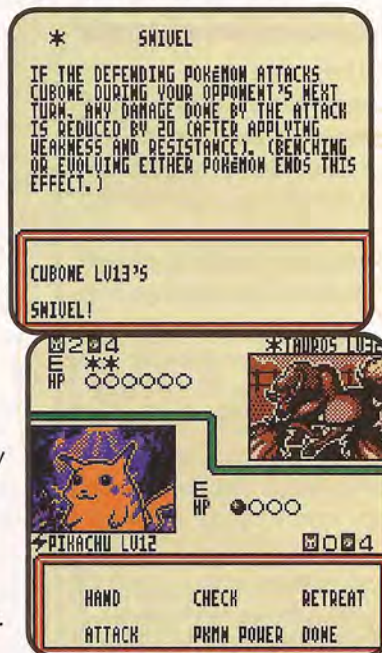 * SNIVEL
IF THE DEFENDING POKéMON ATTACKS
CUBONE DURING YOUR OPPONENT'S NEXT
TURN, ANY DAMAGE DONE BY THE ATTACK
IS REDUCED BY 20 (AFTER APPLYING
WEAKNESS AND RESISTANCE). (BENCHING
OR EVOLVING EITHER POKéMON ENDS THIS
EFFECT.)
CUBONE LV13'S
SNIVEL!
2 4
E **
HP
*TAUROS LV32
E
HP
PIKACHU LV12
0 4
HAND CHECK RETREAT
ATTACK PKMN POWER DONE